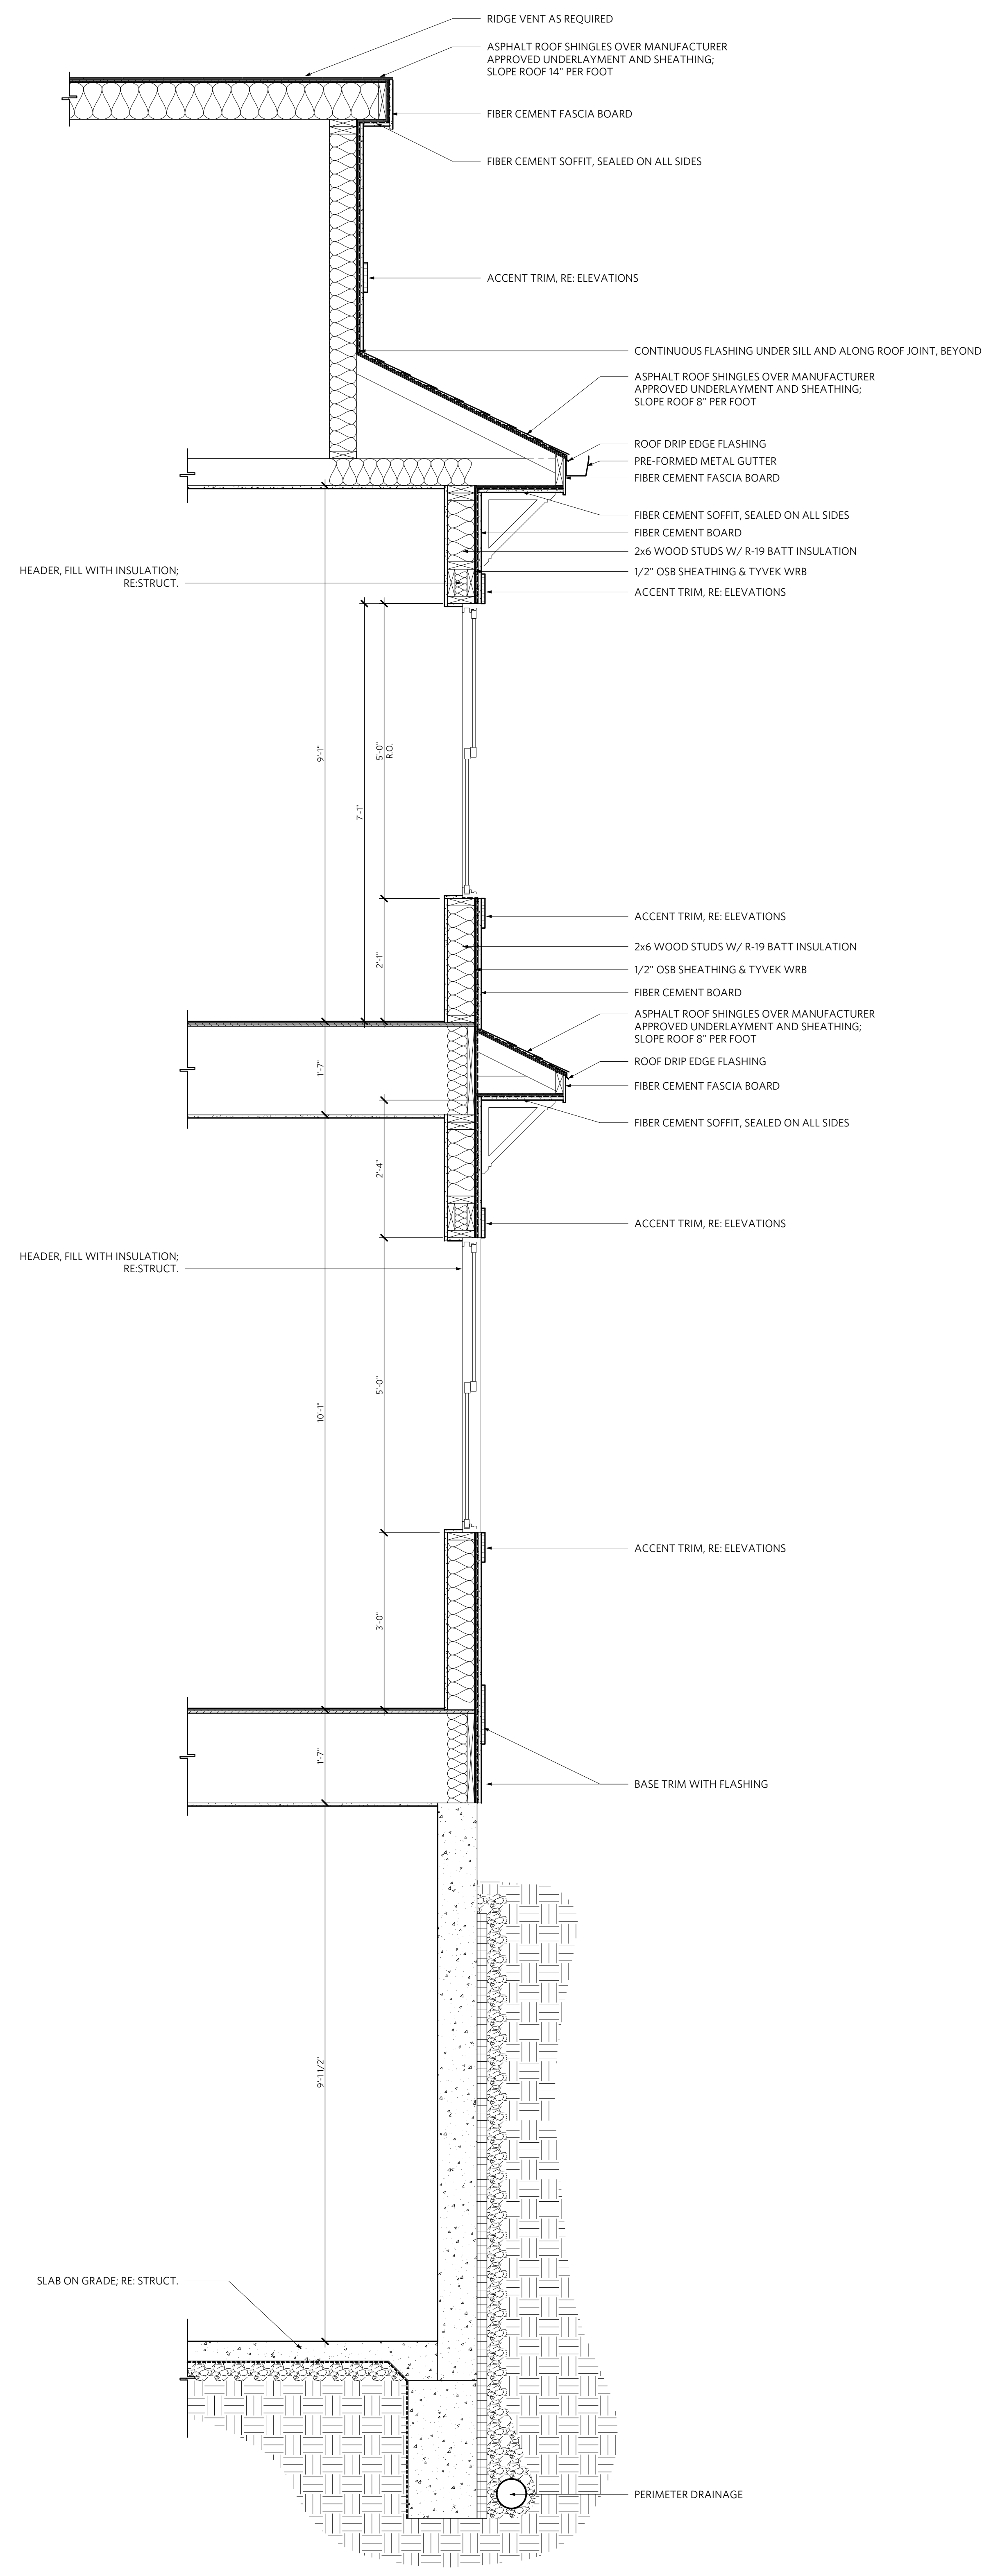 RIDGE VENT AS REQUIRED
ASPHALT ROOF SHINGLES OVER MANUFACTURER
APPROVED UNDERLAYMENT AND SHEATHING;
SLOPE ROOF 14" PER FOOT
FIBER CEMENT FASCIA BOARD
FIBER CEMENT SOFFIT, SEALED ON ALL SIDES
ACCENT TRIM, RE: ELEVATIONS
CONTINUOUS FLASHING UNDER SILL AND ALONG ROOF JOINT, BEYOND
ASPHALT ROOF SHINGLES OVER MANUFACTURER
APPROVED UNDERLAYMENT AND SHEATHING;
SLOPE ROOF 8" PER FOOT
ROOF DRIP EDGE FLASHING
PRE-FORMED METAL GUTTER
FIBER CEMENT FASCIA BOARD
FIBER CEMENT SOFFIT, SEALED ON ALL SIDES
FIBER CEMENT BOARD
2x6 WOOD STUDS W/ R-19 BATT INSULATION
HEADER, FILL WITH INSULATION;
RE:STRUCT.
1/2" OSB SHEATHING & TYVEK WRB
ACCENT TRIM, RE: ELEVATIONS
9'-1"
5'-0"
R.O.
7'-1"
ACCENT TRIM, RE: ELEVATIONS
2x6 WOOD STUDS W/ R-19 BATT INSULATION
2'-1"
1/2" OSB SHEATHING & TYVEK WRB
FIBER CEMENT BOARD
ASPHALT ROOF SHINGLES OVER MANUFACTURER
APPROVED UNDERLAYMENT AND SHEATHING;
SLOPE ROOF 8" PER FOOT
ROOF DRIP EDGE FLASHING
1'-7"
FIBER CEMENT FASCIA BOARD
FIBER CEMENT SOFFIT, SEALED ON ALL SIDES
2'-4"
ACCENT TRIM, RE: ELEVATIONS
HEADER, FILL WITH INSULATION;
RE:STRUCT.
5'-0"
10'-1"
ACCENT TRIM, RE: ELEVATIONS
3'-0"
1'-7"
BASE TRIM WITH FLASHING
9'-1 1/2"
SLAB ON GRADE; RE: STRUCT.
PERIMETER DRAINAGE